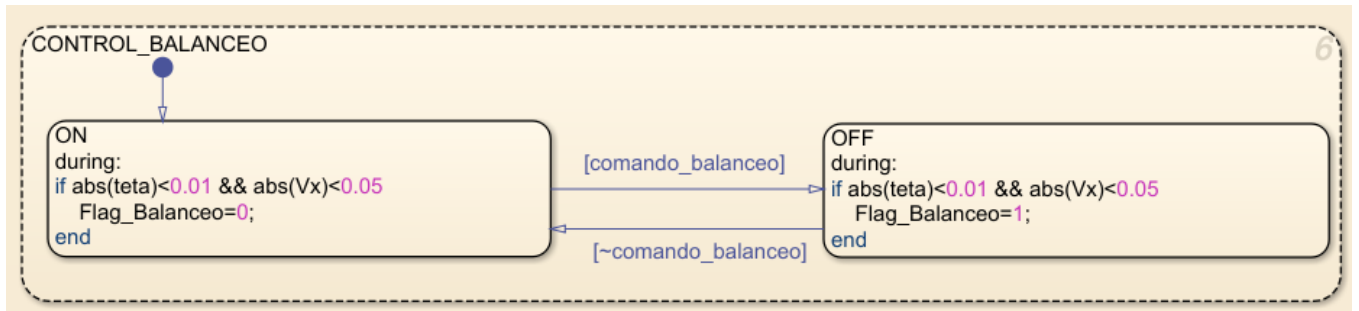 CONTROL_BALANCEO
6
ON
during:
if abs(teta)<0.01 && abs(Vx)<0.05
Flag_Balanceo=0;
end
[comando_balanceo]
[~comando_balanceo]
OFF
during:
if abs(teta)<0.01 && abs(Vx)<0.05
Flag_Balanceo=1;
end